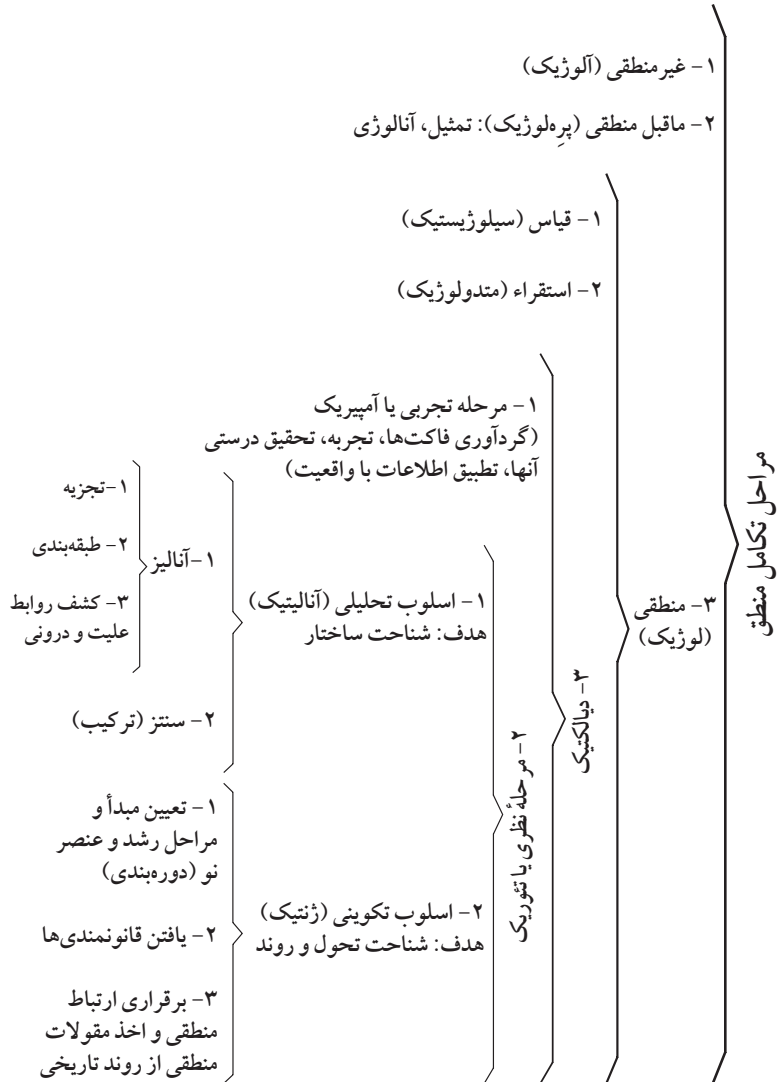 مراحل تکامل منطق
۱- غیرمنطقی (آلوژیک)
۲- ماقبل منطقی (پرِه‌لوژیک): تمثیل، آنالوژی
۳- منطقی
(لوژیک)
۱- قیاس (سیلوژیستیک)
۲- استقراء (متدولوژیک)
۳- دیالکتیک
۱- مرحله تجربی یا آمپیریک
(گردآوری فاکت‌ها، تجربه، تحقیق درستی
آنها، تطبیق اطلاعات با واقعیت)
۲- مرحلۀ نظری یا تئوریک
۱- اسلوب تحلیلی (آنالیتیک)
هدف: شناخت ساختار
۱-آنالیز
۱-تجزیه
۲- طبقه‌بندی
۳- کشف روابط
علیت و درونی
۲- سنتز (ترکیب)
۲- اسلوب تکوینی (ژنتیک)
هدف: شناخت تحول و روند
۱- تعیین مبدأ و
مراحل رشد و عنصر
نو (دوره‌بندی)
۲- یافتن قانونمندی‌ها
۳- برقراری ارتباط
منطقی و اخذ مقولات
منطقی از روند تاریخی